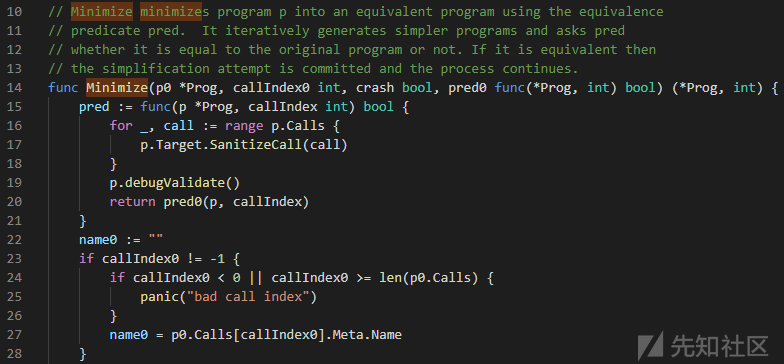 10 // Minimize minimizes program p into an equivalent program using the equivalence
11 // predicate pred.  It iteratively generates simpler programs and asks pred
12 // whether it is equal to the original program or not. If it is equivalent then
13 // the simplification attempt is committed and the process continues.
14 func Minimize(p0 *Prog, callIndex0 int, crash bool, pred0 func(*Prog, int) bool) (*Prog, int) {
15     pred := func(p *Prog, callIndex int) bool {
16         for _, call := range p.Calls {
17             p.Target.SanitizeCall(call)
18         }
19         p.debugValidate()
20         return pred0(p, callIndex)
21     }
22     name0 := ""
23     if callIndex0 != -1 {
24         if callIndex0 < 0 || callIndex0 >= len(p0.Calls) {
25             panic("bad call index")
26         }
27         name0 = p0.Calls[callIndex0].Meta.Name
28     }
先知社区